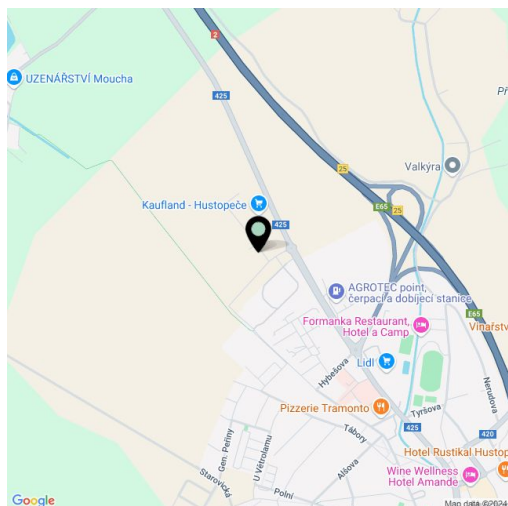 2
UZENÁŘSTVÍ Moucha
425
Př
25
Valkýra
E65
25
Kaufland - Hustopeče
425
AGROTEC point,
čerpací a dobíjecí stanice
Formanka Restaurant,
Hotel a Camp
E65
Vinařstv
Lidl
Hybešova
Nerudova
Pizzerie Tramonto
Tyršova
425
420
Tábory
Gen. Peřiny
U Větrolamu
Alšova
Hotel Rustikal Hustop
Starovická
Polní
Wine Wellness
Hotel Amande
Google
Map data ©2024